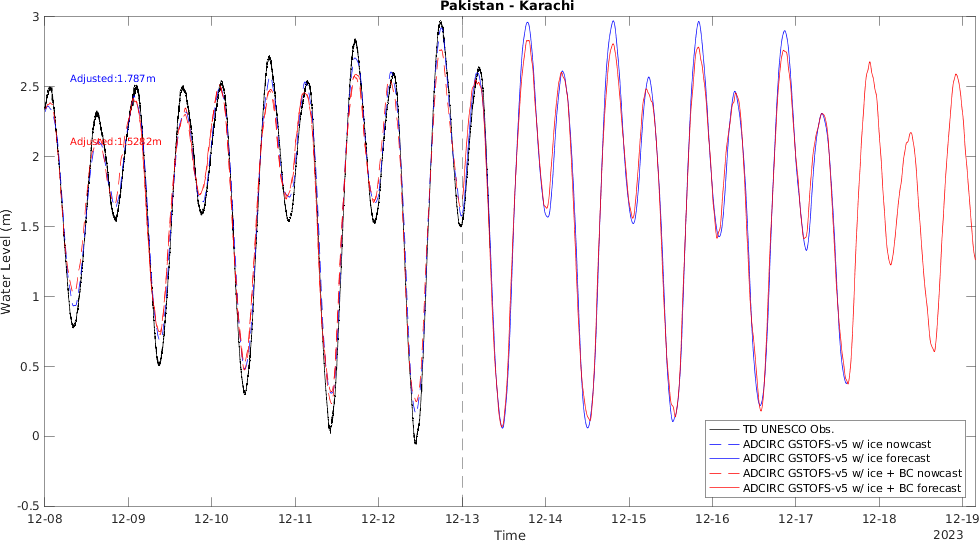 Pakistan - Karachi
3
2.5
2
1.5
1
0.5
0
-0.5
Water Level (m)
Adjusted:1.787m
Adjusted:1.5282m
TD UNESCO Obs.
ADCIRC GSTOFS-v5 w/ ice nowcast
ADCIRC GSTOFS-v5 w/ ice forecast
ADCIRC GSTOFS-v5 w/ ice + BC nowcast
ADCIRC GSTOFS-v5 w/ ice + BC forecast
12-08 12-09 12-10 12-11 12-12 12-13 12-14 12-15 12-16 12-17 12-18 12-19
Time
2023